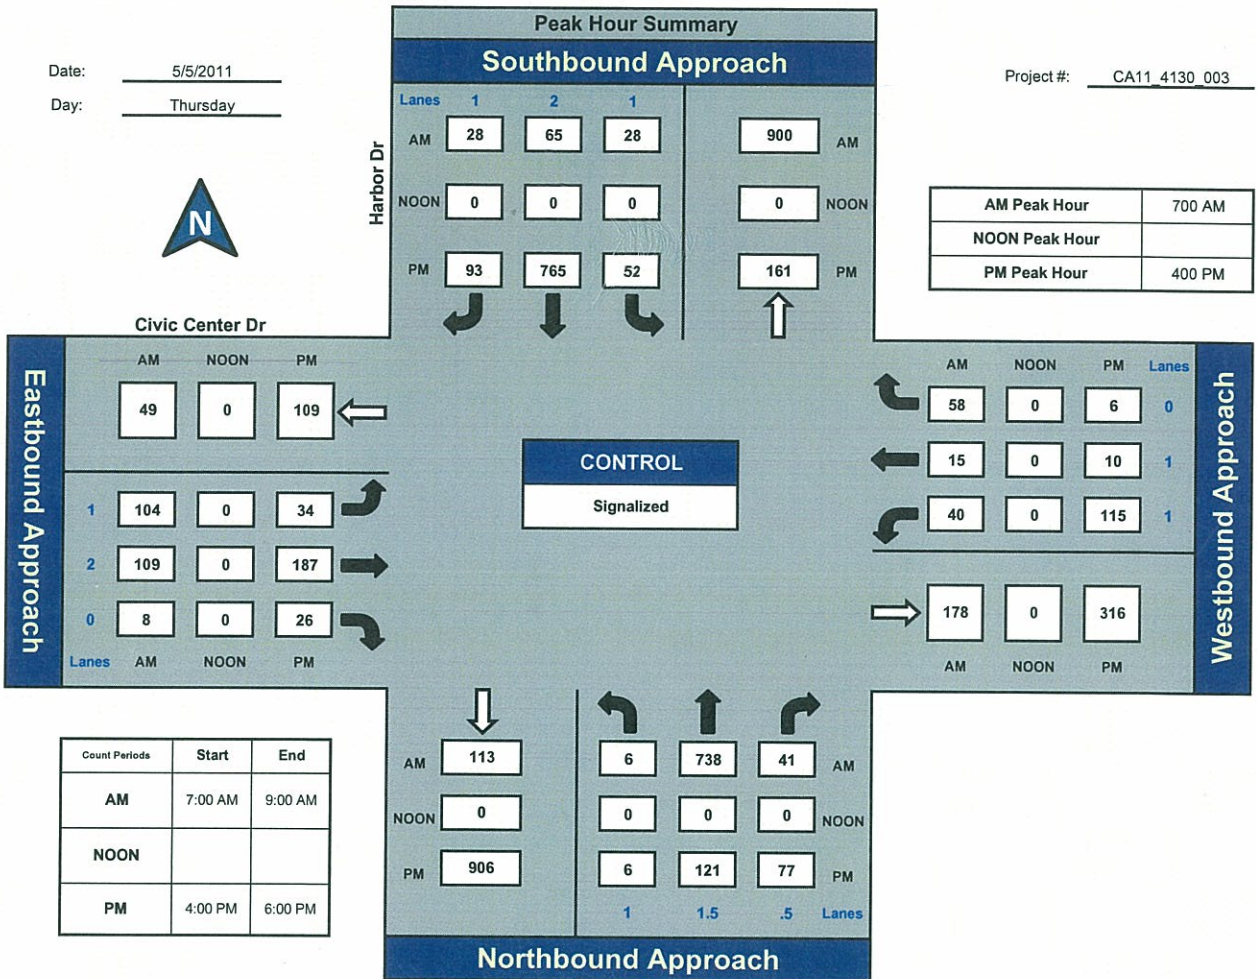 Peak Hour Summary
Southbound Approach
Date: 5/5/2011
Project #: CA11_4130_003
Day: Thursday
Lanes 1 2 1
AM 28 65 28 900 AM
Harbor Dr
NOON 0 0 0 0 NOON
PM 93 765 52 161 PM
N
AM Peak Hour 700 AM
NOON Peak Hour
PM Peak Hour 400 PM
Civic Center Dr
Eastbound Approach
AM NOON PM
49 0 109
1 104 0 34
2 109 0 187
0 8 0 26
Lanes AM NOON PM
CONTROL
Signalized
AM NOON PM Lanes
58 0 6 0
15 0 10 1
40 0 115 1
178 0 316
AM NOON PM
Westbound Approach
Count Periods Start End
AM 7:00 AM 9:00 AM
NOON
PM 4:00 PM 6:00 PM
AM 113 6 738 41 AM
NOON 0 0 0 0 NOON
PM 906 6 121 77 PM
1 1.5 .5 Lanes
Northbound Approach